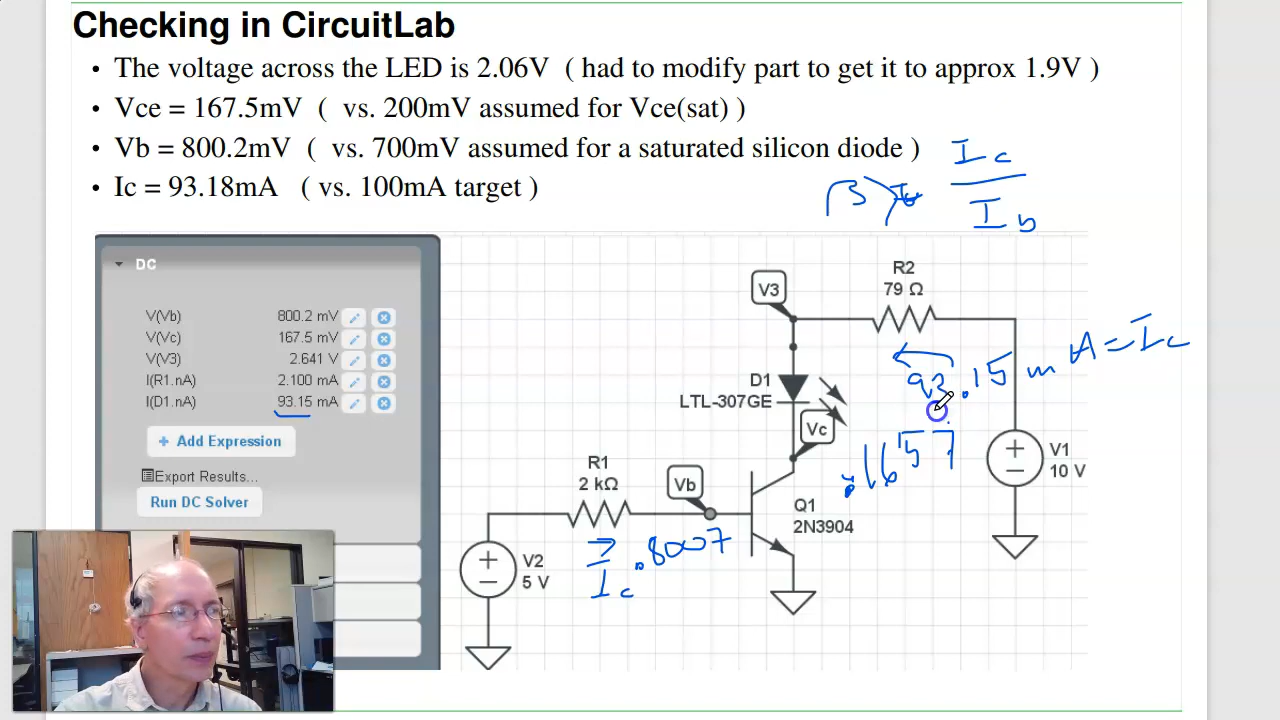 Checking in CircuitLab
• The voltage across the LED is 2.06V ( had to modify part to get it to approx 1.9V )
• Vce = 167.5mV ( vs. 200mV assumed for Vce(sat) )
• Vb = 800.2mV ( vs. 700mV assumed for a saturated silicon diode )
• Ic = 93.18mA ( vs. 100mA target )
β >
Ic
Ib
DC
V(Vb) 800.2 mV
V(Vc) 167.5 mV
V(V3) 2.641 V
I(R1.nA) 2.100 mA
I(D1.nA) 93.15 mA
+ Add Expression
Export Results...
Run DC Solver
R2
79 Ω
V3
93.15 mA = Ic
D1
LTL-307GE
Vc
.1657
+
−
V1
10 V
R1
2 kΩ
Vb
Q1
2N3904
+
−
V2
5 V
Ic
.8007